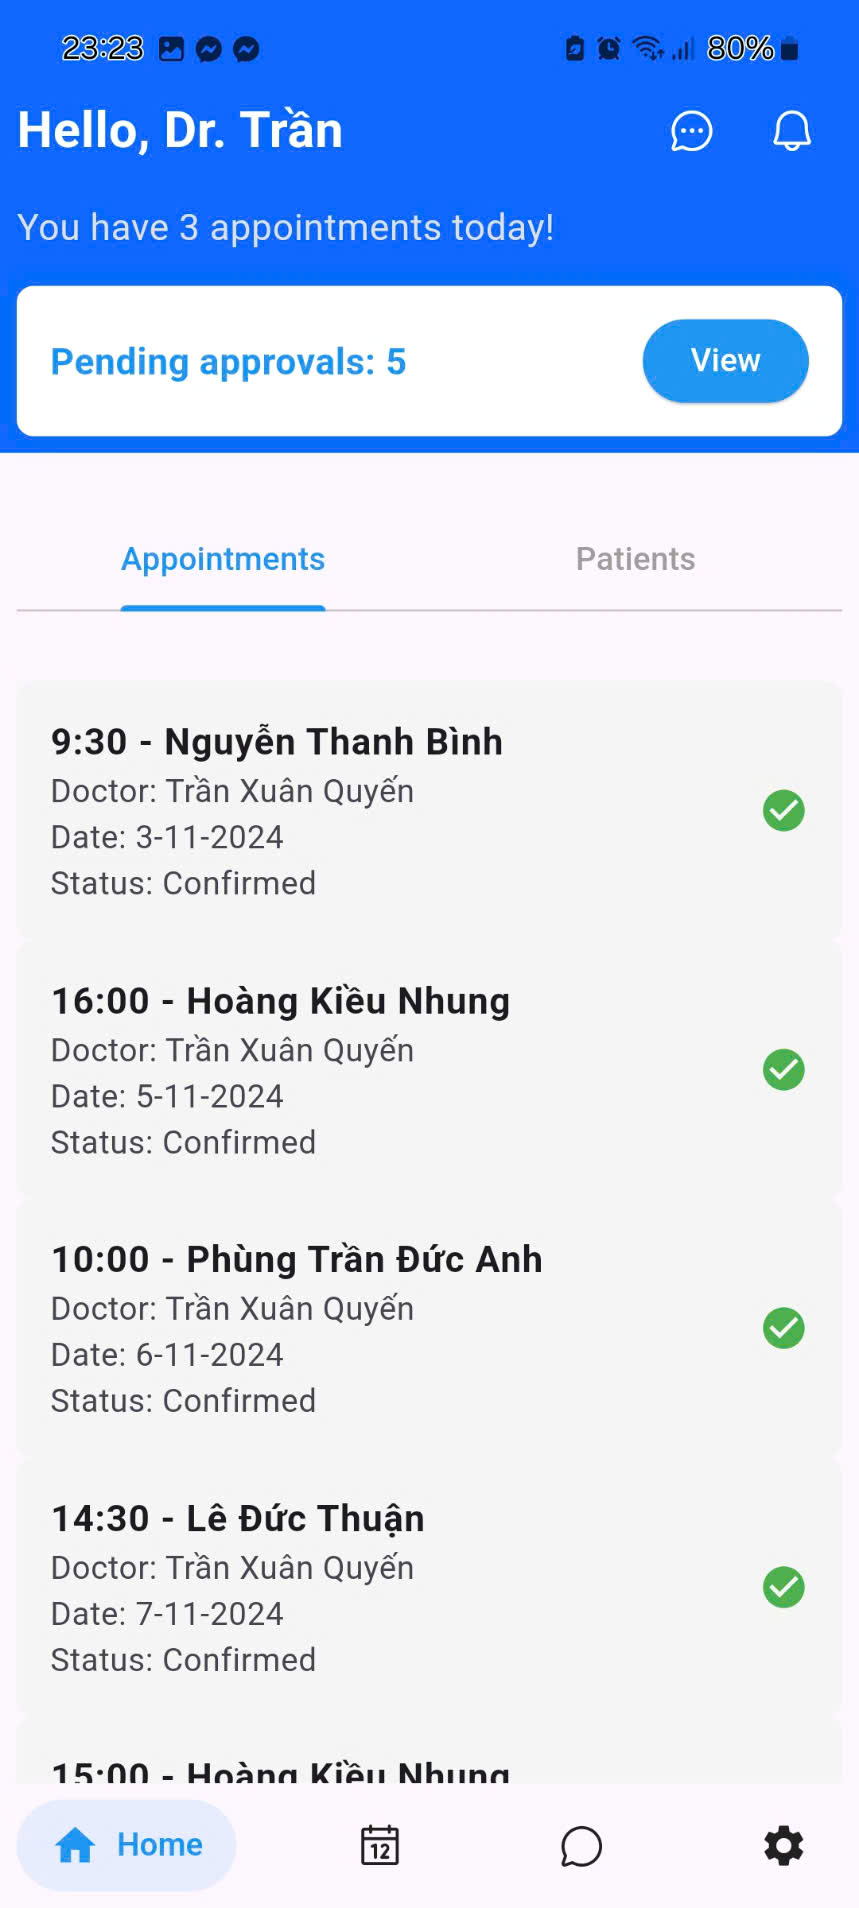 23:23
80%
Hello, Dr. Trần
You have 3 appointments today!
Pending approvals: 5
View
Appointments
Patients
9:30 - Nguyễn Thanh Bình
Doctor: Trần Xuân Quyến
Date: 3-11-2024
Status: Confirmed
16:00 - Hoàng Kiều Nhung
Doctor: Trần Xuân Quyến
Date: 5-11-2024
Status: Confirmed
10:00 - Phùng Trần Đức Anh
Doctor: Trần Xuân Quyến
Date: 6-11-2024
Status: Confirmed
14:30 - Lê Đức Thuận
Doctor: Trần Xuân Quyến
Date: 7-11-2024
Status: Confirmed
15:00 - Hoàng Kiều Nhung
Home
12